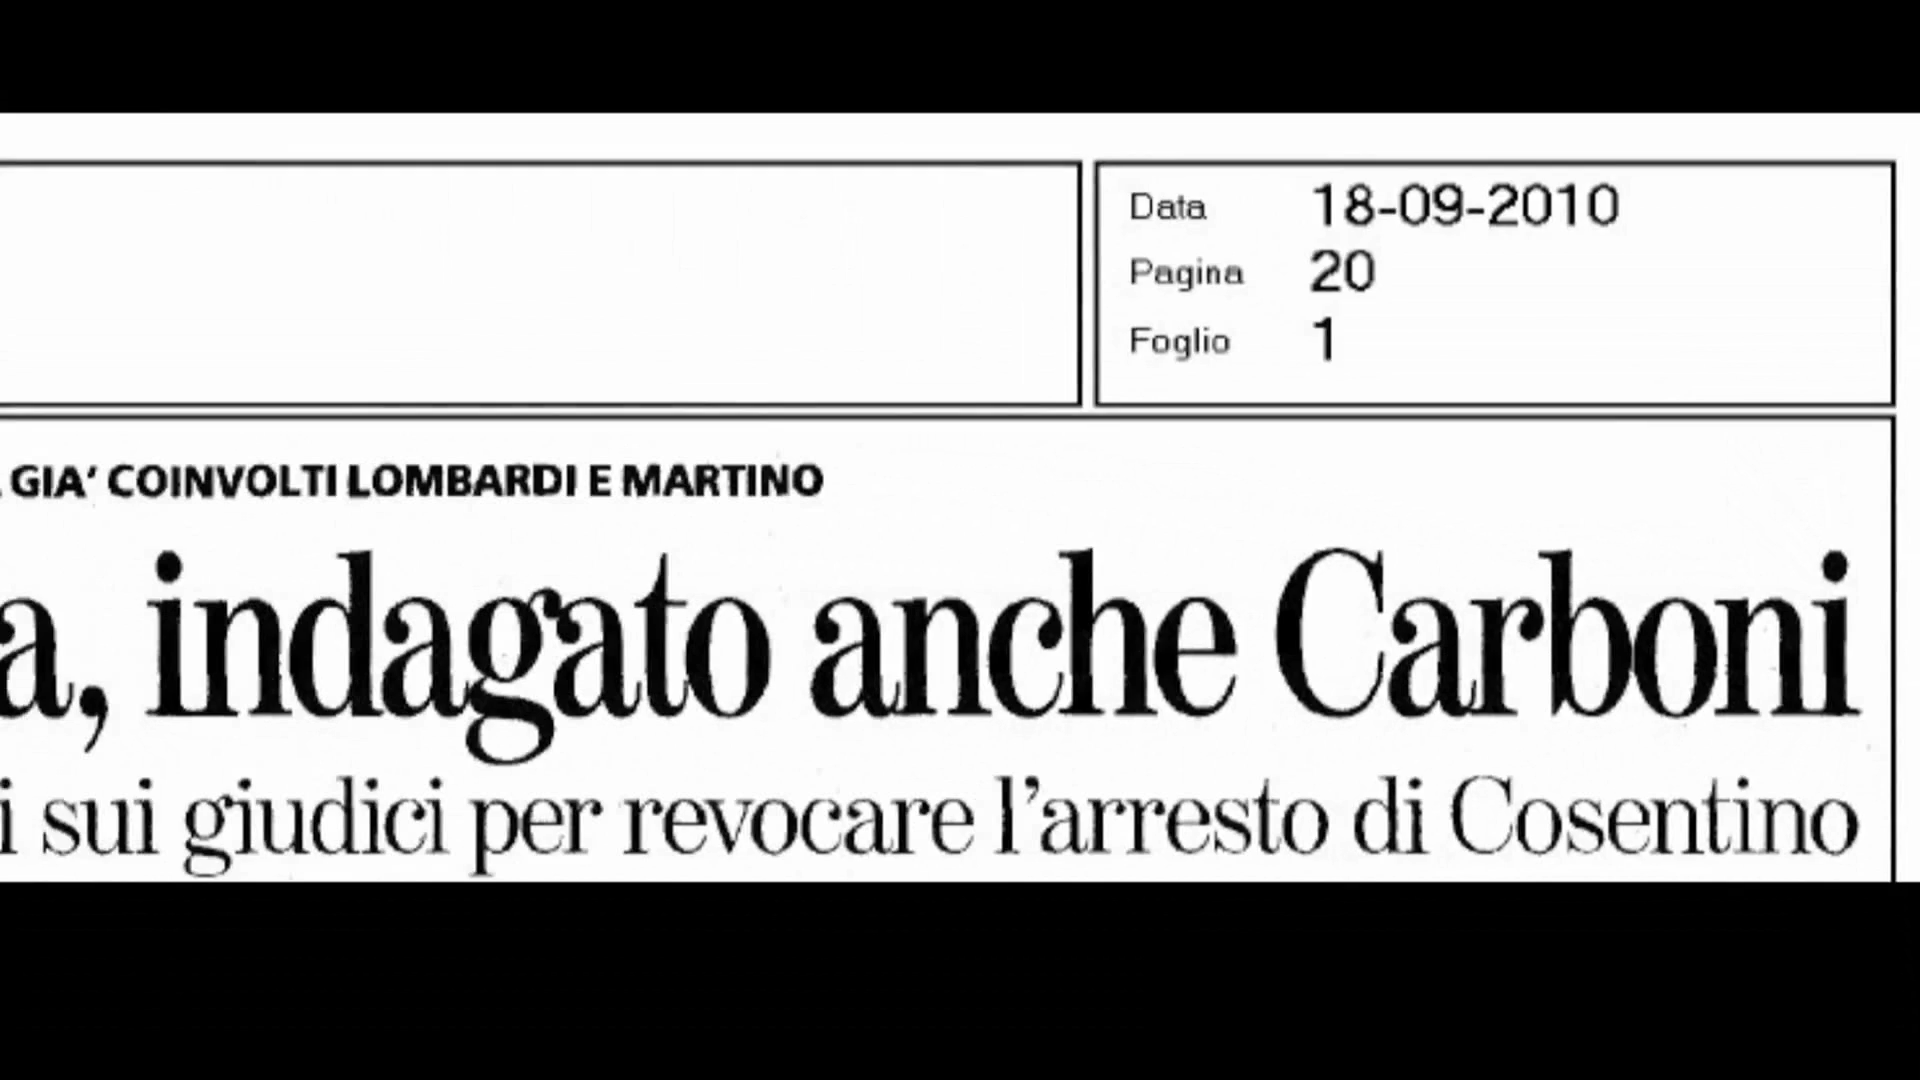 Data 18-09-2010
Pagina 20
Foglio 1
GIA’ COINVOLTI LOMBARDI E MARTINO
a, indagato anche Carboni
i sui giudici per revocare l’arresto di Cosentino